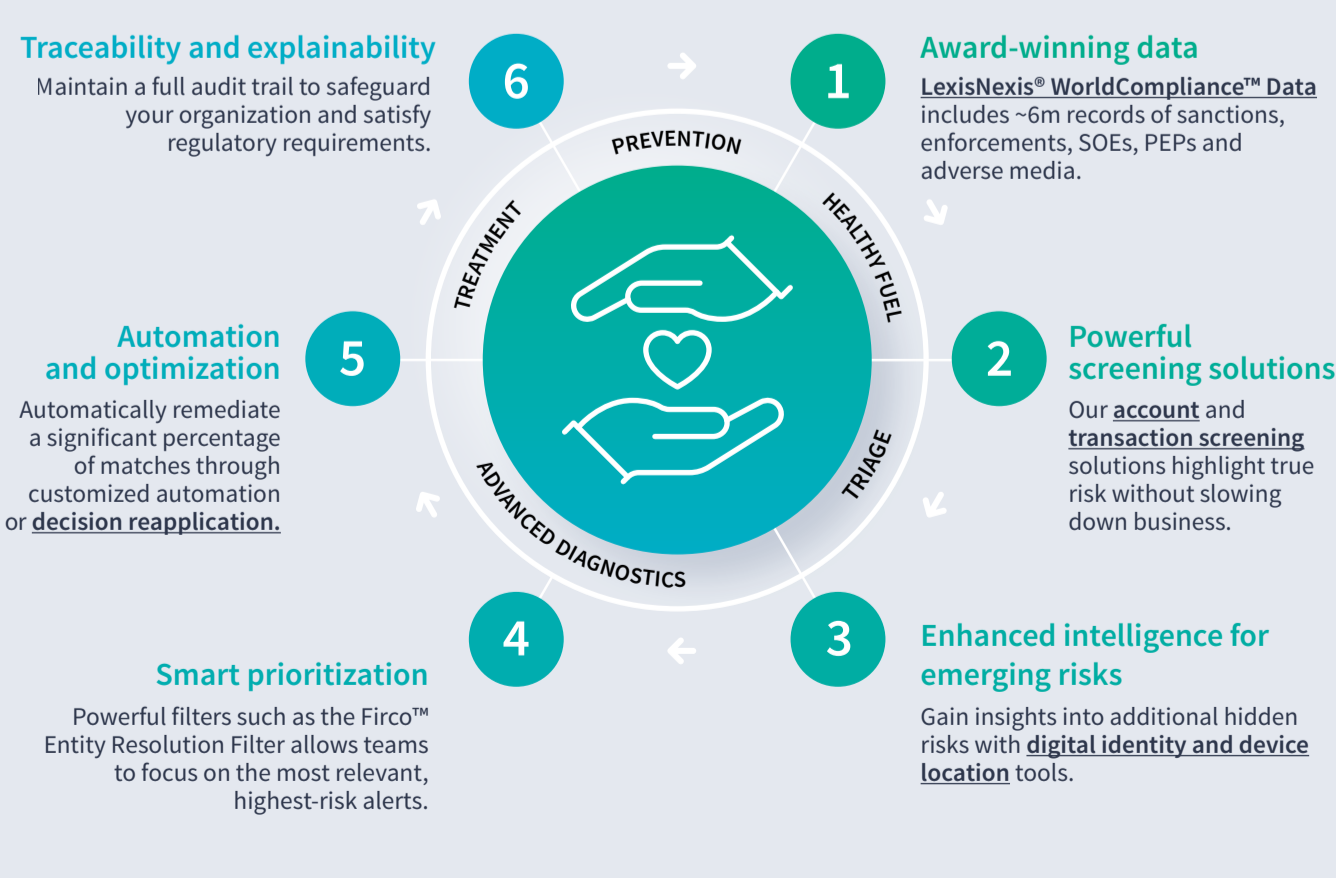 1
Award-winning data
LexisNexis® WorldCompliance™ Data
includes ~6m records of sanctions,
enforcements, SOEs, PEPs and
adverse media.
2
Powerful
screening solutions
Our account and
transaction screening
solutions highlight true
risk without slowing
down business.
3
Enhanced intelligence for
emerging risks
Gain insights into additional hidden
risks with digital identity and device
location tools.
4
Smart prioritization
Powerful filters such as the Firco™
Entity Resolution Filter allows teams
to focus on the most relevant,
highest-risk alerts.
5
Automation
and optimization
Automatically remediate
a significant percentage
of matches through
customized automation
or decision reapplication.
6
Traceability and explainability
Maintain a full audit trail to safeguard
your organization and satisfy
regulatory requirements.
PREVENTION
HEALTHY FUEL
TRIAGE
ADVANCED DIAGNOSTICS
TREATMENT